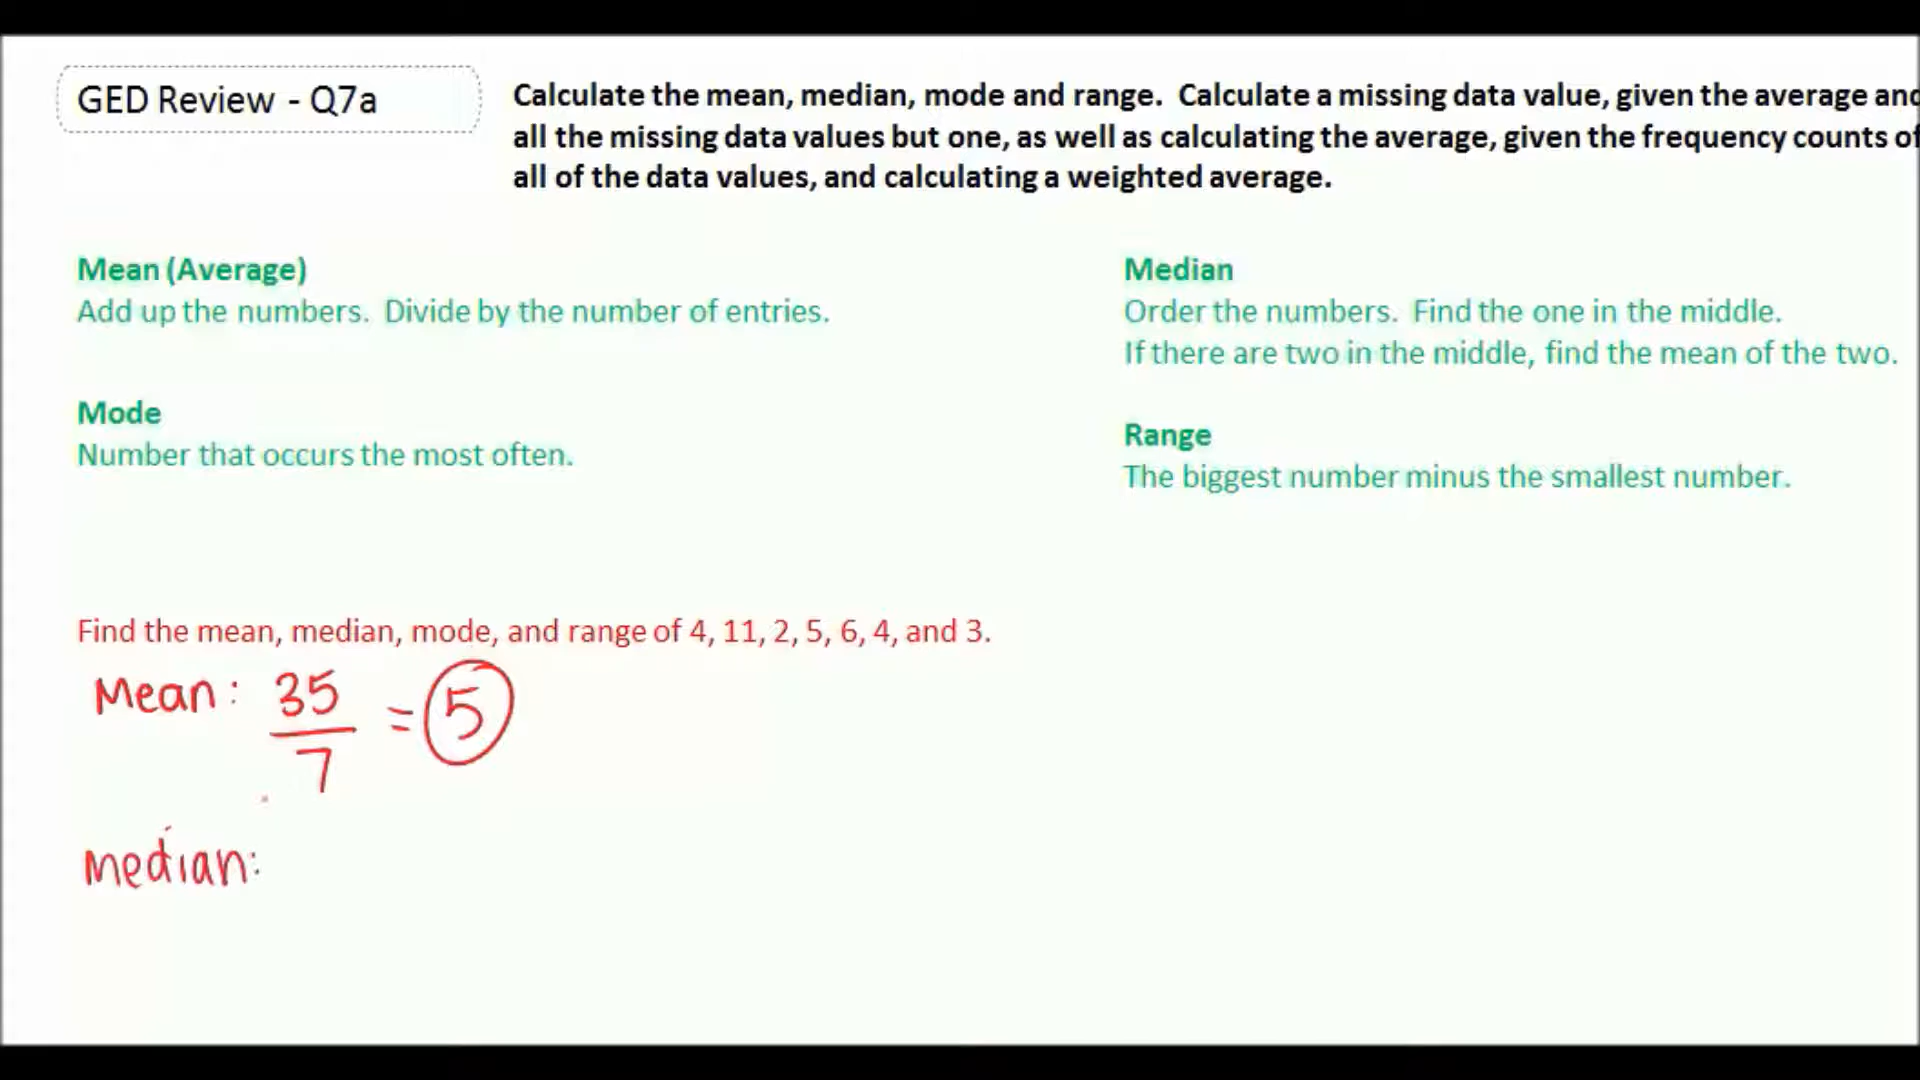 GED Review - Q7a
Calculate the mean, median, mode and range. Calculate a missing data value, given the average and
all the missing data values but one, as well as calculating the average, given the frequency counts of
all of the data values, and calculating a weighted average.
Mean (Average)
Add up the numbers. Divide by the number of entries.
Mode
Number that occurs the most often.
Median
Order the numbers. Find the one in the middle.
If there are two in the middle, find the mean of the two.
Range
The biggest number minus the smallest number.
Find the mean, median, mode, and range of 4, 11, 2, 5, 6, 4, and 3.
Mean: 35
= 5
7
median: